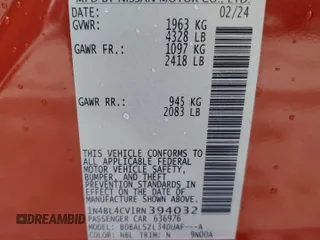 MFD BY NISSAN MOTOR CO., LTD.
DATE: 02/24
GVWR: 1963 KG
4328 LB
GAWR FR.: 1097 KG
2418 LB
GAWR RR.: 945 KG
2083 LB
THIS VEHICLE CONFORMS TO ALL
APPLICABLE FEDERAL MOTOR
VEHICLE SAFETY,
BUMPER, AND THEFT
PREVENTION STANDARDS
IN EFFECT ON THE DATE OF
MANUFACTURE SHOWN ABOVE.
1N4BL4CV1RN394032
PASSENGER CAR 636976
MODEL: BDBALSZL34DUAF---A
COLOR: NBL TRIM: N 9N00A
DREAMBID.com